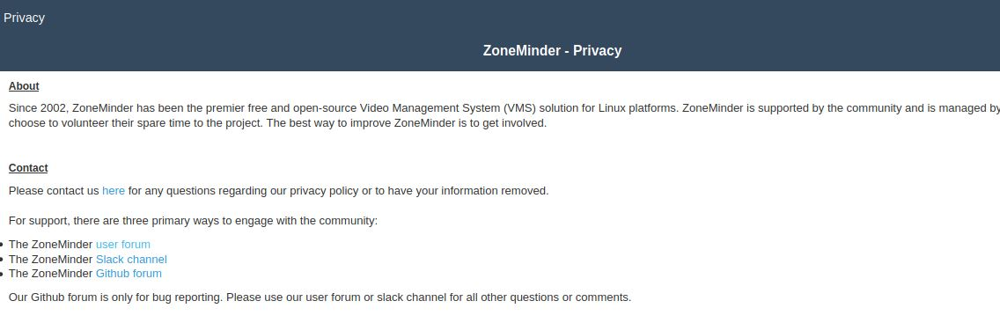 Privacy
ZoneMinder - Privacy
About
Since 2002, ZoneMinder has been the premier free and open-source Video Management System (VMS) solution for Linux platforms. ZoneMinder is supported by the community and is managed by
choose to volunteer their spare time to the project. The best way to improve ZoneMinder is to get involved.
Contact
Please contact us here for any questions regarding our privacy policy or to have your information removed.
For support, there are three primary ways to engage with the community:
The ZoneMinder user forum
The ZoneMinder Slack channel
The ZoneMinder Github forum
Our Github forum is only for bug reporting. Please use our user forum or slack channel for all other questions or comments.